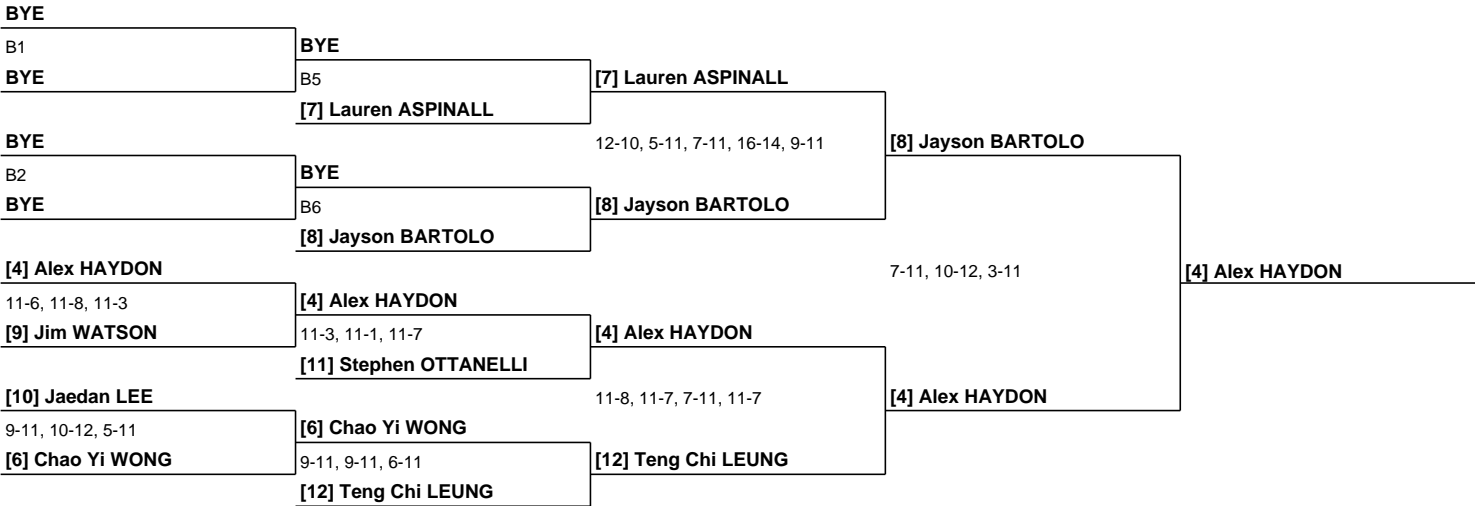 BYE
B1
BYE
BYE
B5
[7] Lauren ASPINALL
[7] Lauren ASPINALL
BYE
B2
BYE
BYE
B6
[8] Jayson BARTOLO
12-10, 5-11, 7-11, 16-14, 9-11
[8] Jayson BARTOLO
[8] Jayson BARTOLO
[4] Alex HAYDON
11-6, 11-8, 11-3
[9] Jim WATSON
[4] Alex HAYDON
11-3, 11-1, 11-7
[11] Stephen OTTANELLI
[4] Alex HAYDON
[10] Jaedan LEE
9-11, 10-12, 5-11
[6] Chao Yi WONG
[6] Chao Yi WONG
9-11, 9-11, 6-11
[12] Teng Chi LEUNG
11-8, 11-7, 7-11, 11-7
[12] Teng Chi LEUNG
[4] Alex HAYDON
7-11, 10-12, 3-11
[4] Alex HAYDON